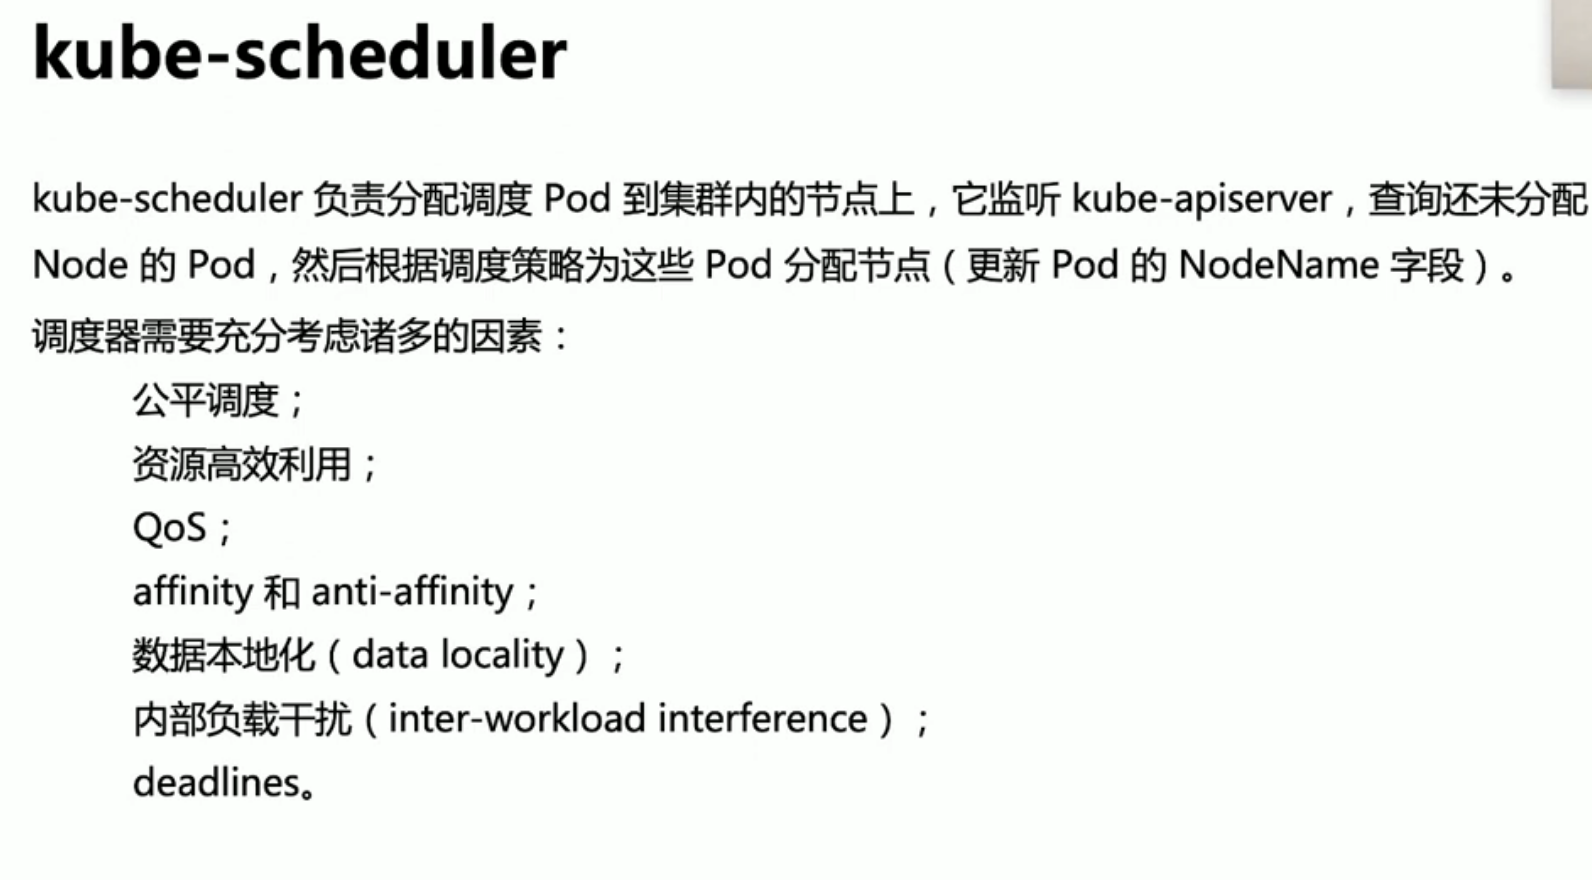 kube-scheduler
kube-scheduler 负责分配调度 Pod 到集群内的节点上，它监听 kube-apiserver，查询还未分配
Node 的 Pod，然后根据调度策略为这些 Pod 分配节点（更新 Pod 的 NodeName 字段）。
调度器需要充分考虑诸多的因素：
公平调度；
资源高效利用；
QoS；
affinity 和 anti-affinity；
数据本地化（data locality）；
内部负载干扰（inter-workload interference）；
deadlines。